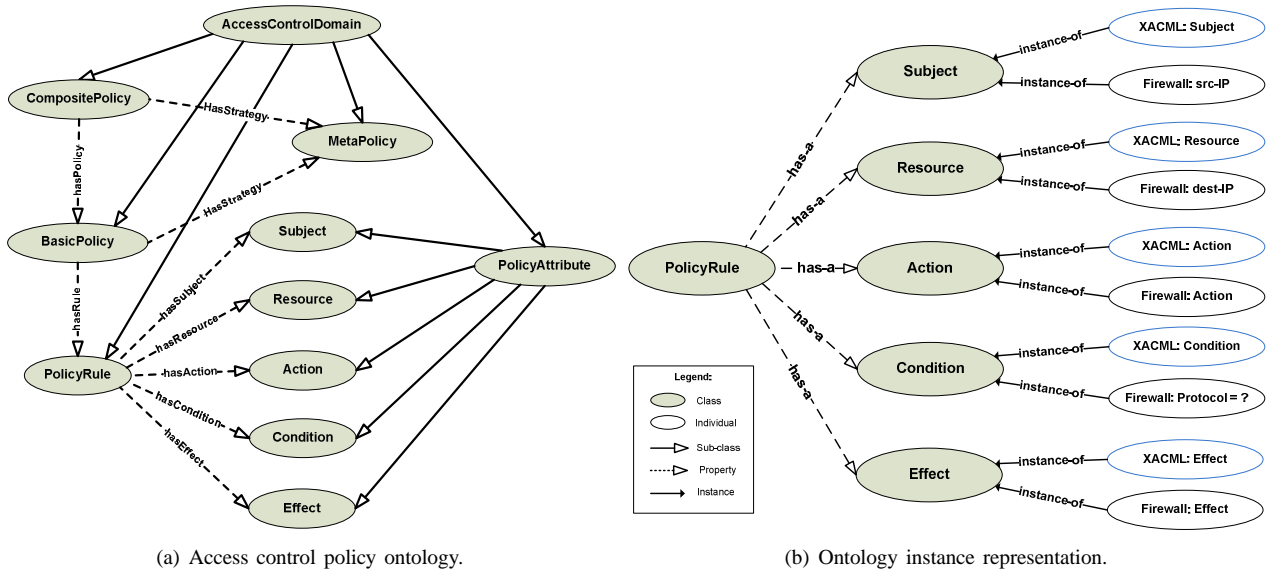 AccessControlDomain
CompositePolicy
HasStrategy
MetaPolicy
hasPolicy
HasStrategy
BasicPolicy
Subject
PolicyAttribute
hasRule
hasSubject
Resource
hasResource
PolicyRule
hasAction
Action
hasCondition
Condition
hasEffect
Effect
(a) Access control policy ontology.
XACML: Subject
instance-of
Subject
instance-of
Firewall: src-IP
has-a
XACML: Resource
instance-of
Resource
instance-of
Firewall: dest-IP
has-a
XACML: Action
instance-of
PolicyRule
has-a
Action
instance-of
Firewall: Action
has-a
XACML: Condition
instance-of
Condition
instance-of
Firewall: Protocol = ?
has-a
XACML: Effect
instance-of
Effect
instance-of
Firewall: Effect
Legend:
Class
Individual
Sub-class
Property
Instance
(b) Ontology instance representation.